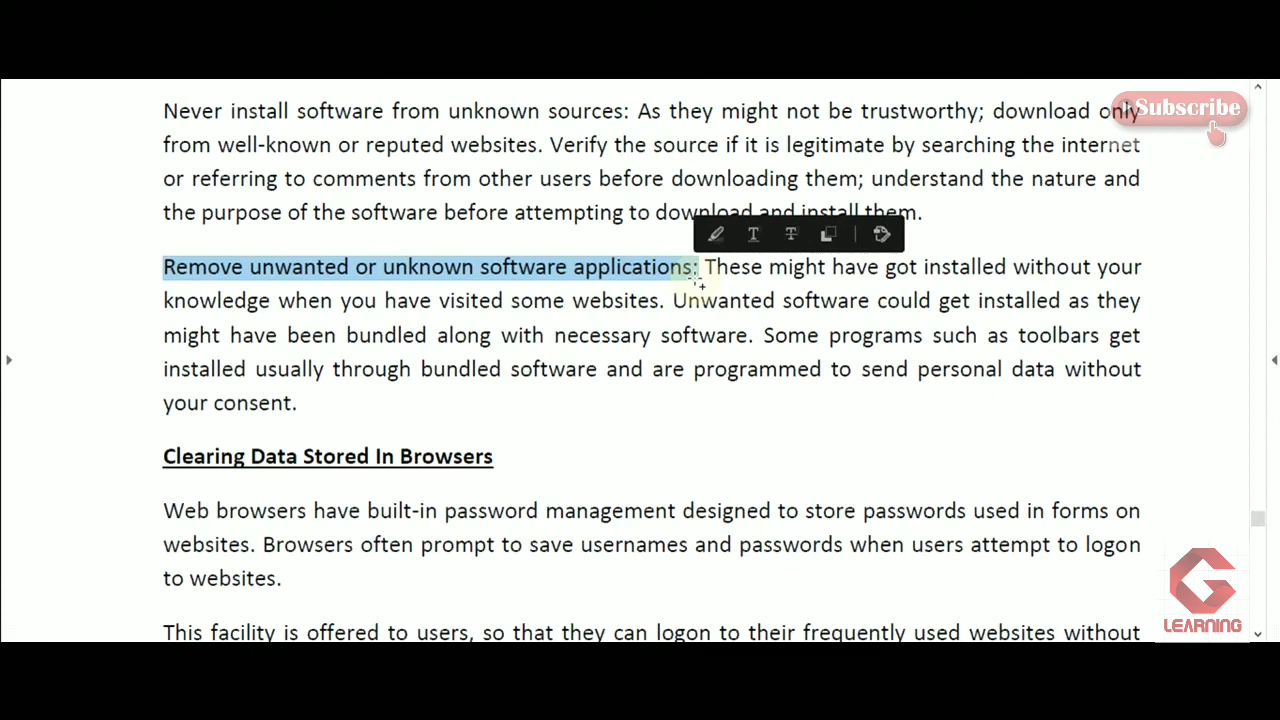 Never install software from unknown sources: As they might not be trustworthy; download only
Subscribe
from well-known or reputed websites. Verify the source if it is legitimate by searching the internet
or referring to comments from other users before downloading them; understand the nature and
the purpose of the software before attempting to download and install them.
Remove unwanted or unknown software applications: These might have got installed without your
knowledge when you have visited some websites. Unwanted software could get installed as they
might have been bundled along with necessary software. Some programs such as toolbars get
installed usually through bundled software and are programmed to send personal data without
your consent.
Clearing Data Stored In Browsers
Web browsers have built-in password management designed to store passwords used in forms on
websites. Browsers often prompt to save usernames and passwords when users attempt to logon
to websites.
This facility is offered to users, so that they can logon to their frequently used websites without
LEARNING